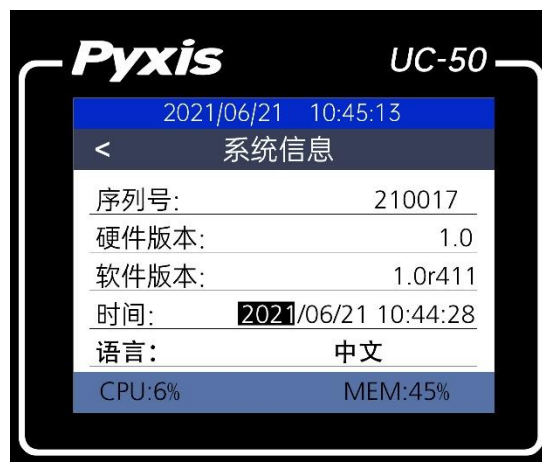 Pyxis UC-50
2021/06/21 10:45:13
< 系统信息
序列号: 210017
硬件版本: 1.0
软件版本: 1.0r411
时间: 2021/06/21 10:44:28
语言: 中文
CPU:6% MEM:45%